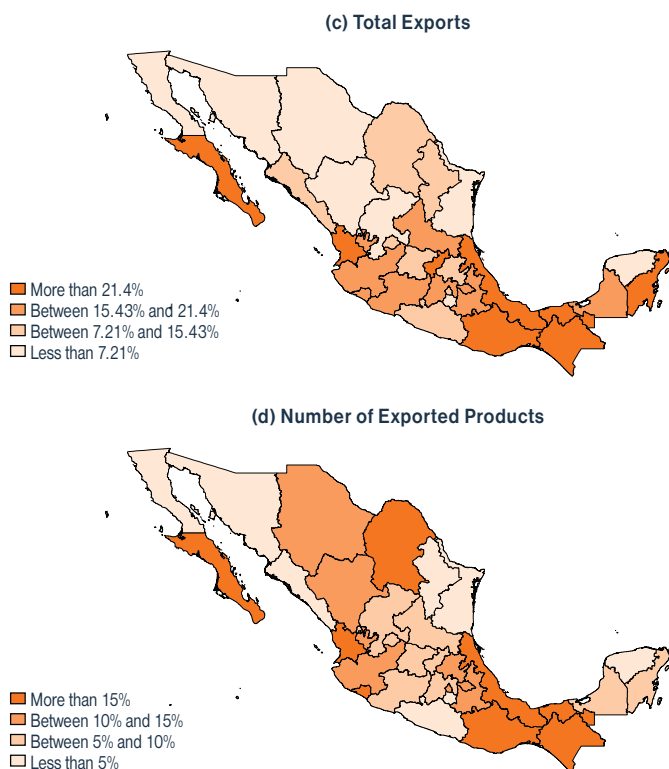 (c) Total Exports
More than 21.4%
Between 15.43% and 21.4%
Between 7.21% and 15.43%
Less than 7.21%
(d) Number of Exported Products
More than 15%
Between 10% and 15%
Between 5% and 10%
Less than 5%